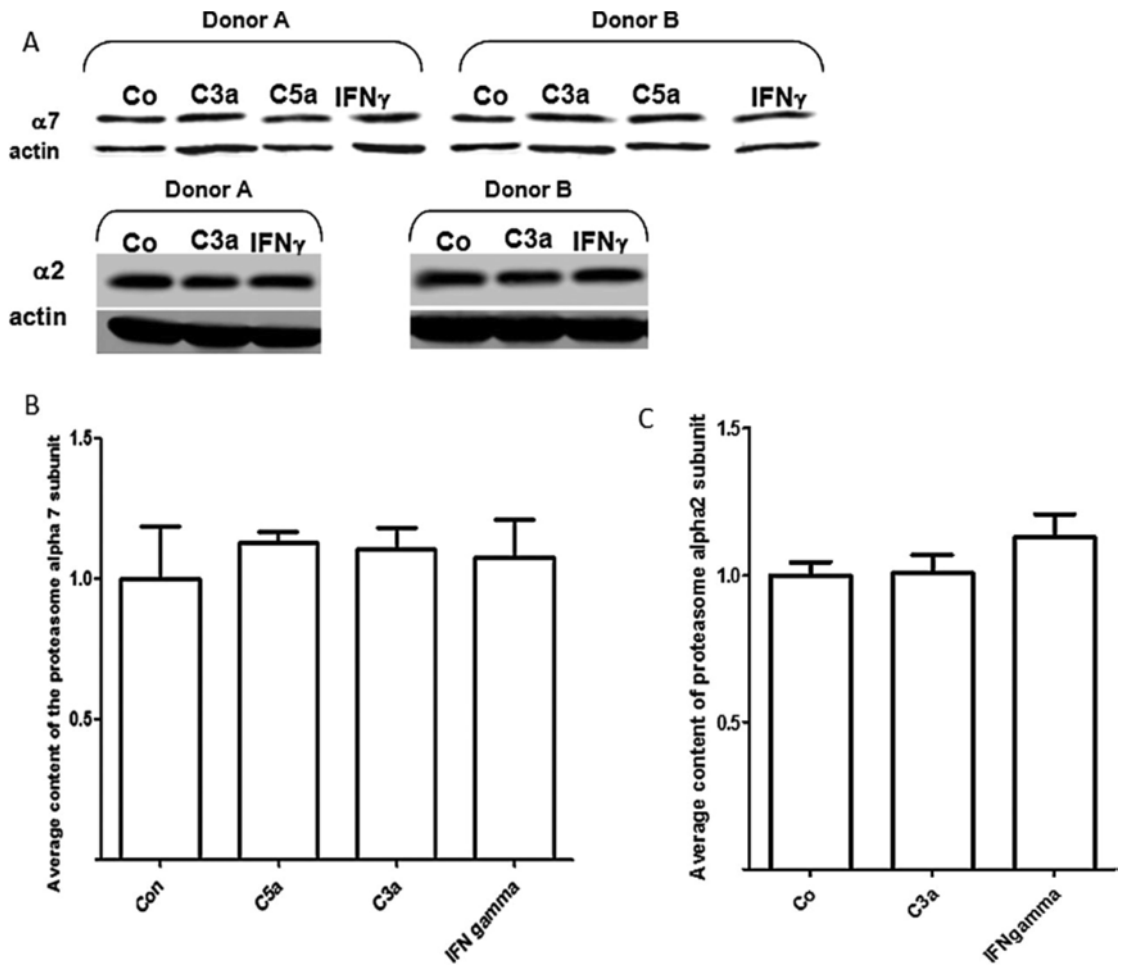 A
Donor A
Donor B
Co C3a C5a IFNγ
Co C3a C5a IFNγ
α7
actin
Donor A
Donor B
Co C3a IFNγ
Co C3a IFNγ
α2
actin
B
Average content of the proteasome alpha 7 subunit
1.5
1.0
0.5
Con
C5a
C3a
IFN gamma
C
Average content of proteasome alpha2 subunit
1.5
1.0
0.5
Co
C3a
IFNgamma